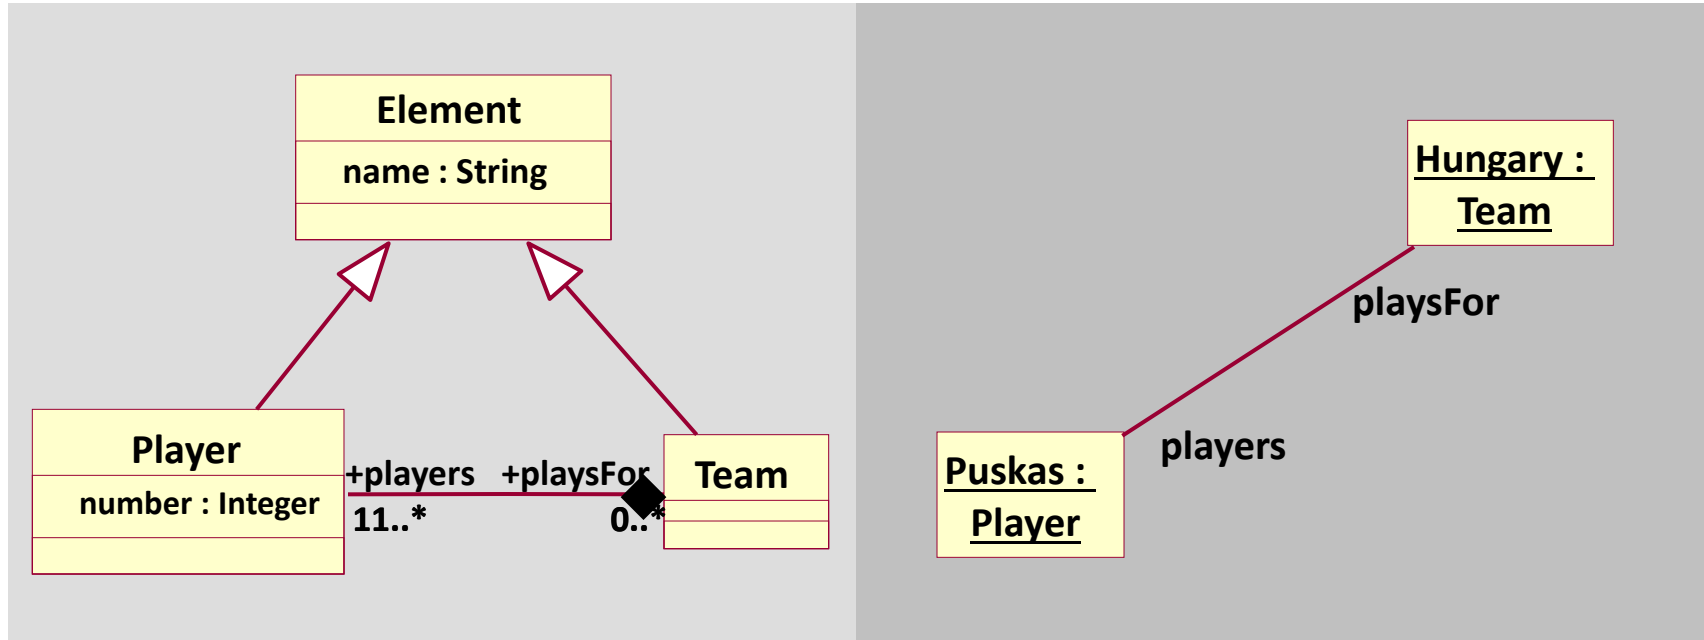 Element
name : String
Player
number : Integer
+players
11..*
+playsFor
0..*
Team
Hungary :
Team
playsFor
players
Puskas :
Player